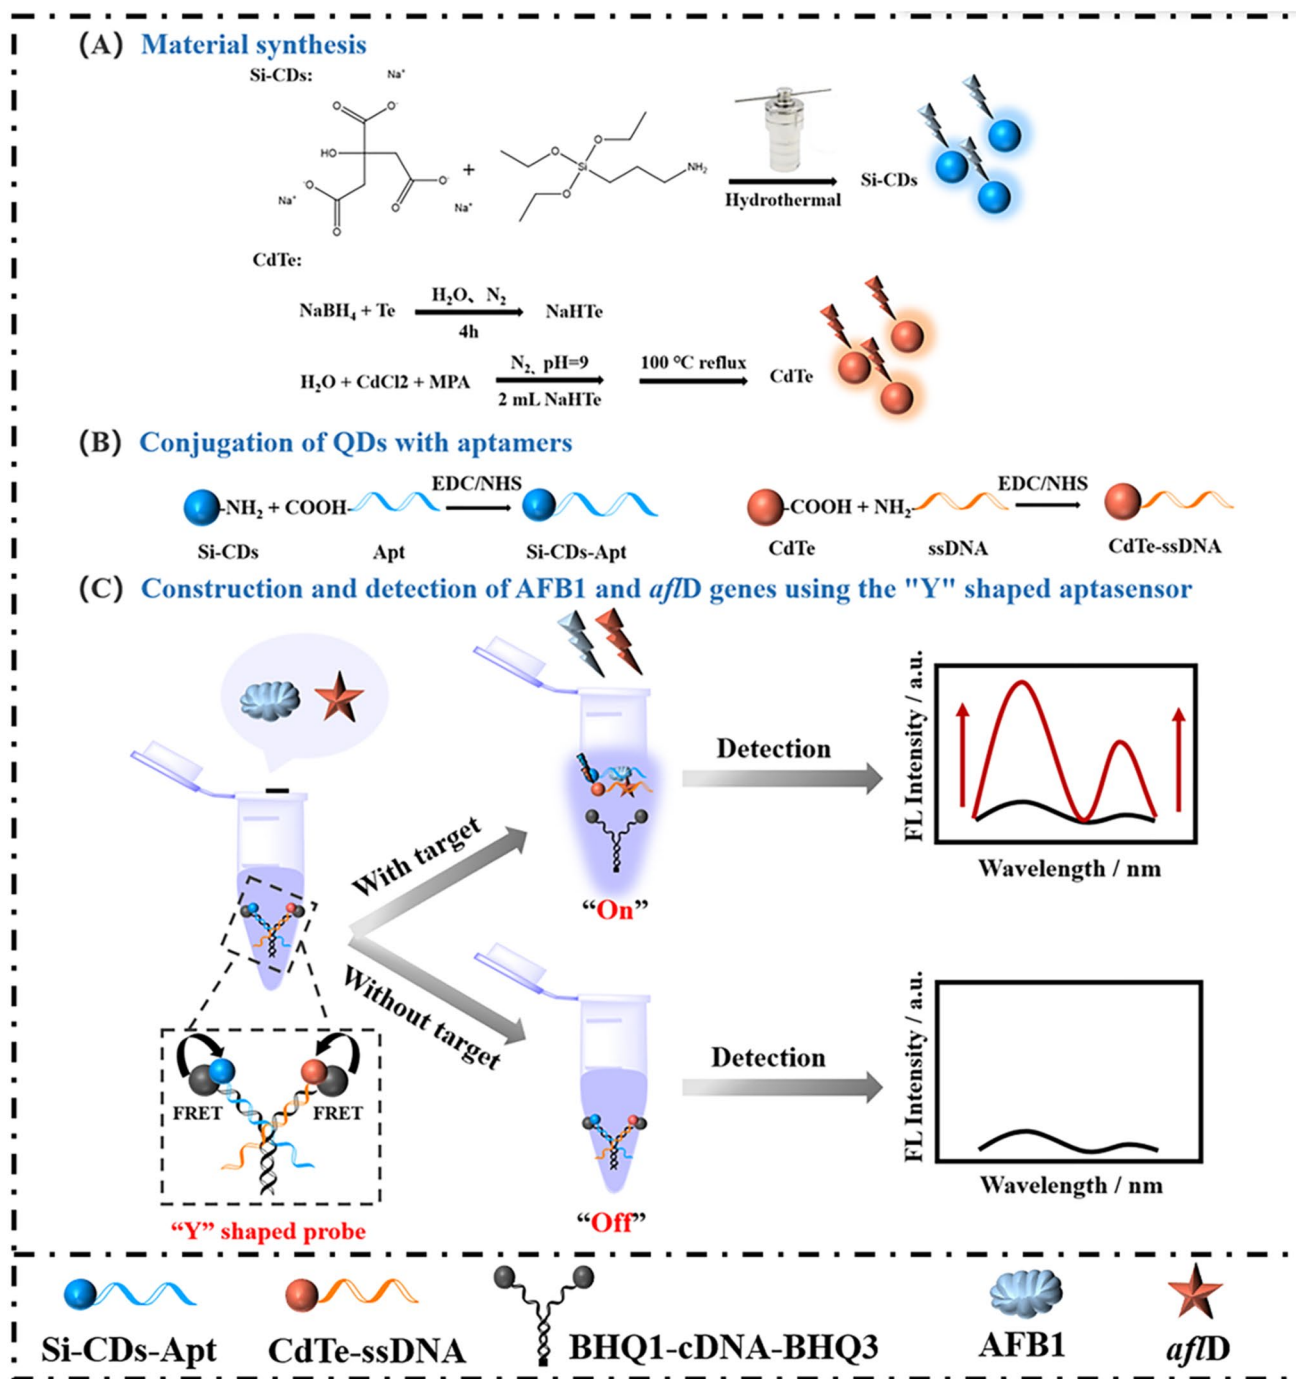 (A) Material synthesis
Si-CDs:
Na⁺
O
O⁻
HO
O
O⁻
⁻O
O
Na⁺
Na⁺
+
O
O
Si
O
NH₂
Hydrothermal
Si-CDs
CdTe:
NaBH₄ + Te
H₂O、N₂
4h
NaHTe
H₂O + CdCl2 + MPA
N₂、pH=9
2 mL NaHTe
100 °C reflux
CdTe
(B) Conjugation of QDs with aptamers
-NH₂ + COOH-
EDC/NHS
Si-CDs
Apt
Si-CDs-Apt
-COOH + NH₂-
EDC/NHS
CdTe
ssDNA
CdTe-ssDNA
(C) Construction and detection of AFB1 and aflD genes using the "Y" shaped aptasensor
With target
Without target
“On”
“Off”
Detection
Detection
FL Intensity / a.u.
Wavelength / nm
FL Intensity / a.u.
Wavelength / nm
FRET
FRET
“Y” shaped probe
Si-CDs-Apt
CdTe-ssDNA
BHQ1-cDNA-BHQ3
AFB1
aflD